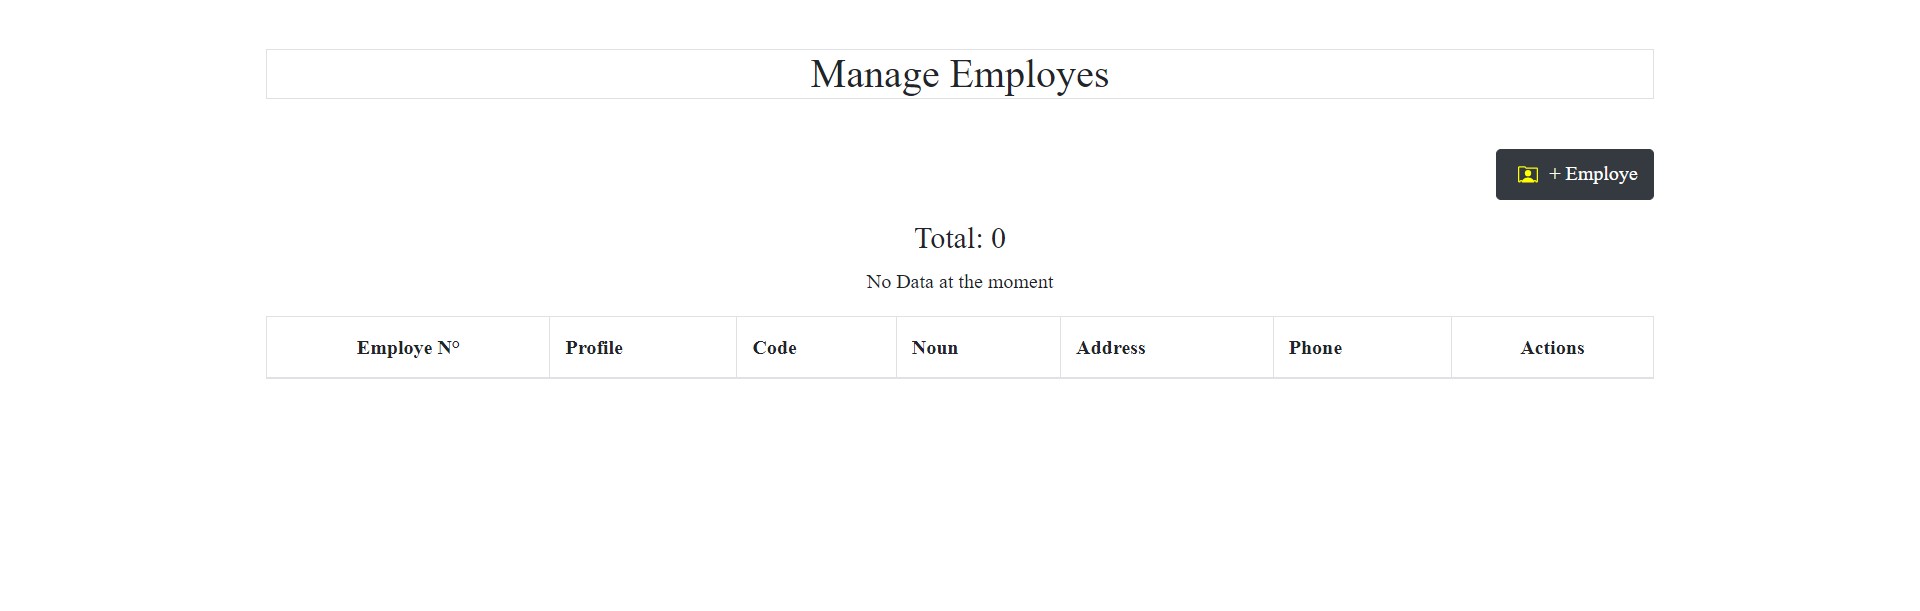 Manage Employes
+ Employe
Total: 0
No Data at the moment
Employe N° Profile Code Noun Address Phone Actions